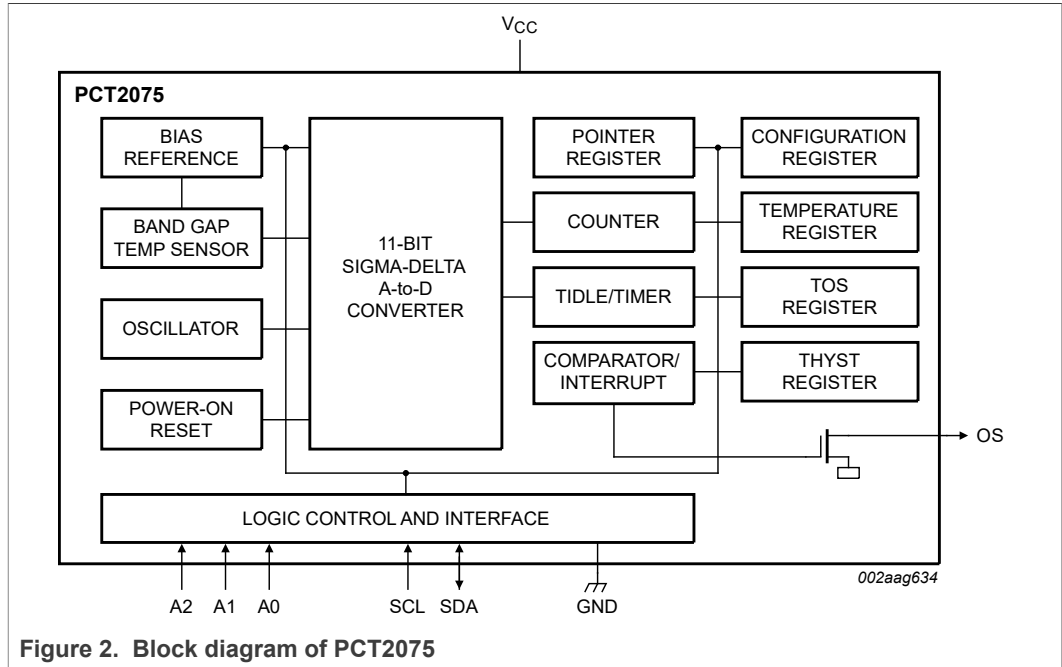 VCC
PCT2075
BIAS
REFERENCE
BAND GAP
TEMP SENSOR
OSCILLATOR
POWER-ON
RESET
11-BIT
SIGMA-DELTA
A-to-D
CONVERTER
POINTER
REGISTER
COUNTER
TIDLE/TIMER
COMPARATOR/
INTERRUPT
CONFIGURATION
REGISTER
TEMPERATURE
REGISTER
TOS
REGISTER
THYST
REGISTER
OS
LOGIC CONTROL AND INTERFACE
A2 A1 A0 SCL SDA GND
002aag634
Figure 2. Block diagram of PCT2075